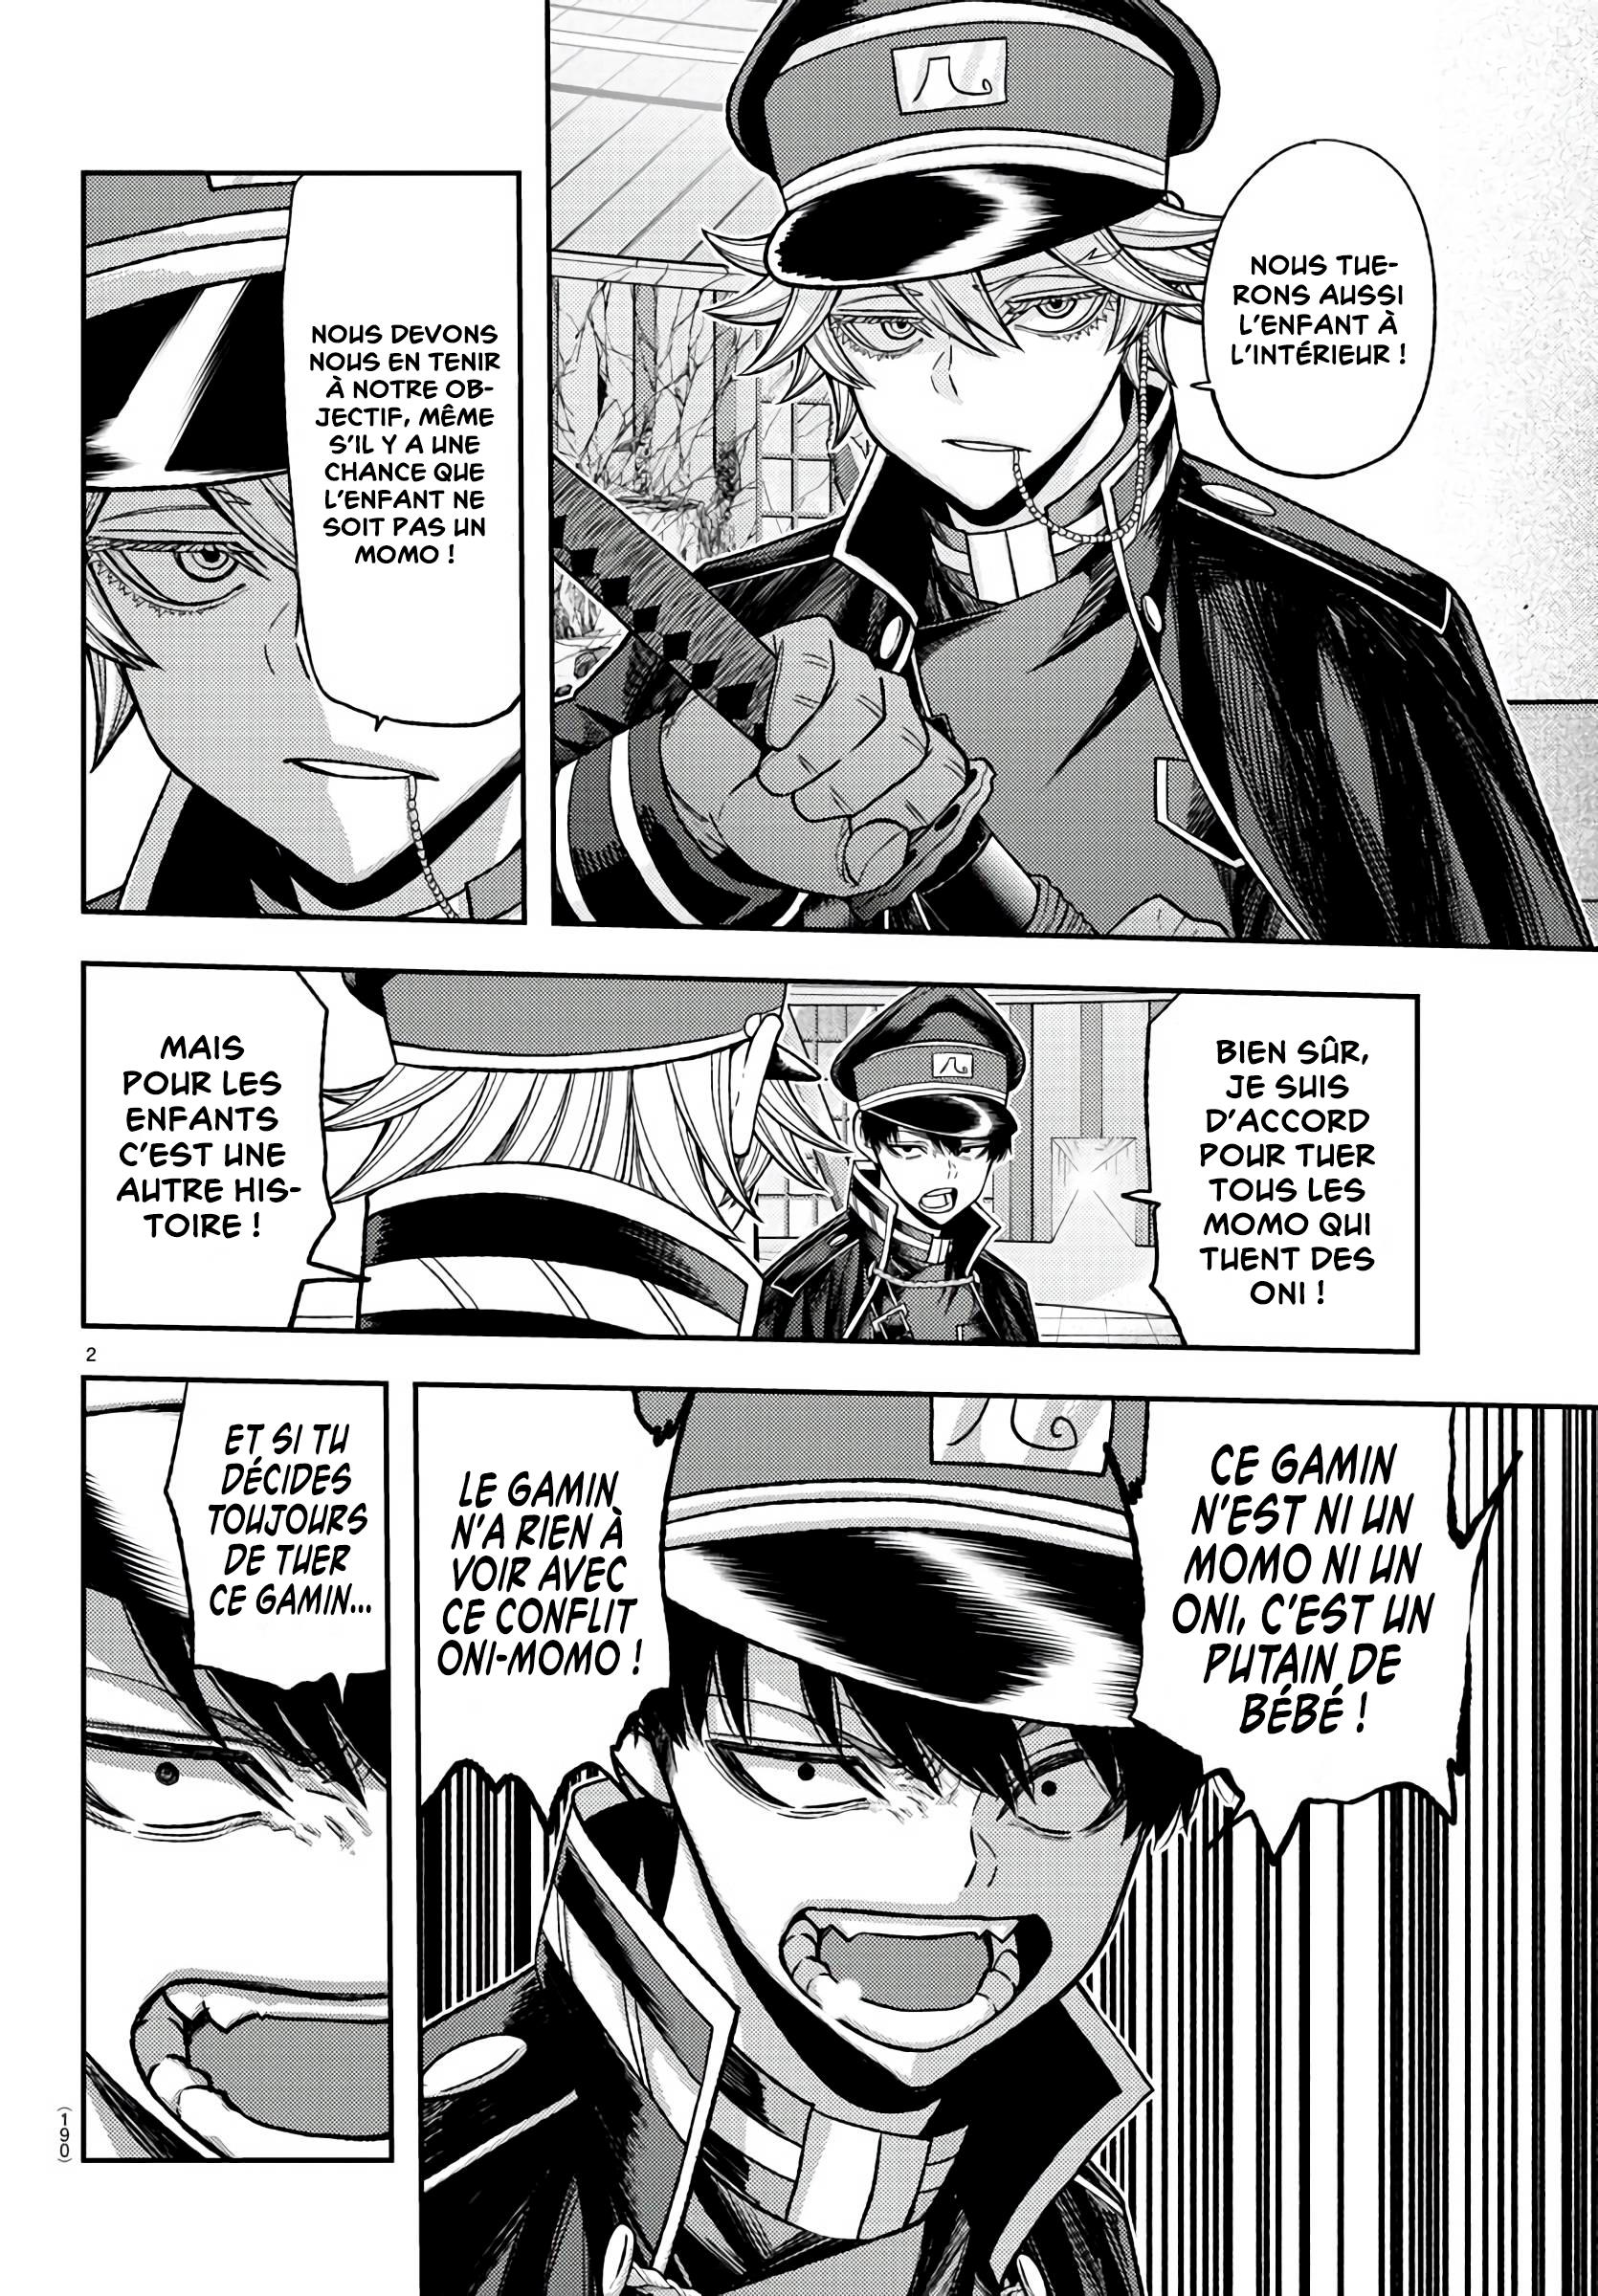 NOUS TUE-
RONS AUSSI
L'ENFANT À
L'INTÉRIEUR !
NOUS DEVONS
NOUS EN TENIR
À NOTRE OB-
JECTIF, MÊME
S'IL Y A UNE
CHANCE QUE
L'ENFANT NE
SOIT PAS UN
MOMO !
BIEN SÛR,
JE SUIS
D'ACCORD
POUR TUER
TOUS LES
MOMO QUI
TUENT DES
ONI !
MAIS
POUR LES
ENFANTS
C'EST UNE
AUTRE HIS-
TOIRE !
2
CE GAMIN
N'EST NI UN
MOMO NI UN
ONI, C'EST UN
PUTAIN DE
BÉBÉ !
LE GAMIN
N'A RIEN À
VOIR AVEC
CE CONFLIT
ONI-MOMO !
ET SI TU
DÉCIDES
TOUJOURS
DE TUER
CE GAMIN...
(190)